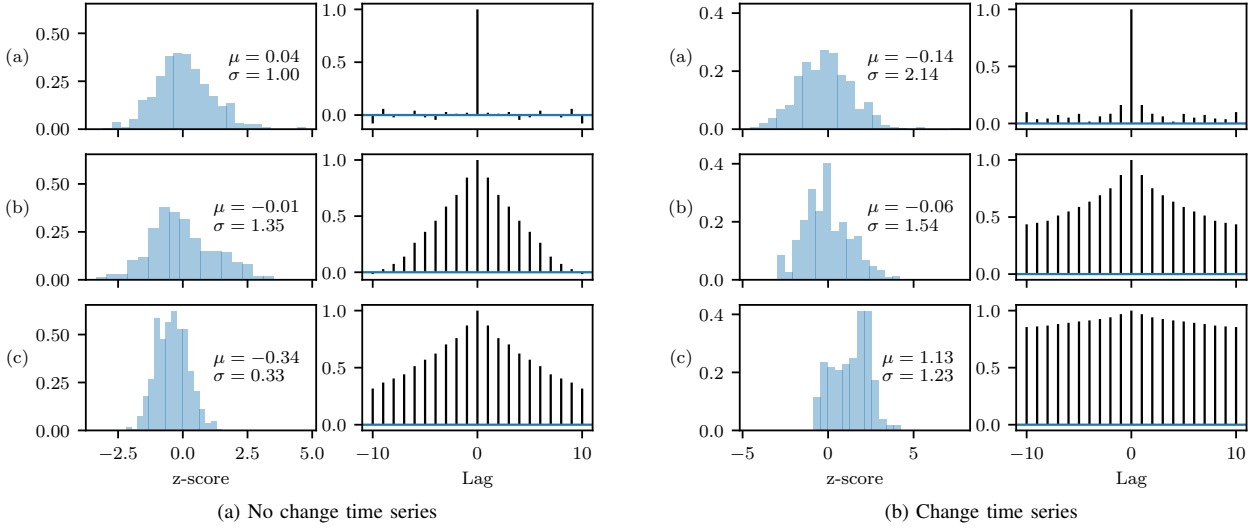 (a)
0.50
0.25
0.00
μ = 0.04
σ = 1.00
1.0
0.5
0.0
(b)
0.50
0.25
0.00
μ = −0.01
σ = 1.35
1.0
0.5
0.0
(c)
0.50
0.25
0.00
μ = −0.34
σ = 0.33
1.0
0.5
0.0
−2.5 0.0 2.5 5.0
z-score
−10 0 10
Lag
(a) No change time series
(a)
0.4
0.2
0.0
μ = −0.14
σ = 2.14
1.0
0.5
0.0
(b)
0.4
0.2
0.0
μ = −0.06
σ = 1.54
1.0
0.5
0.0
(c)
0.4
0.2
0.0
μ = 1.13
σ = 1.23
1.0
0.5
0.0
−5 0 5
z-score
−10 0 10
Lag
(b) Change time series